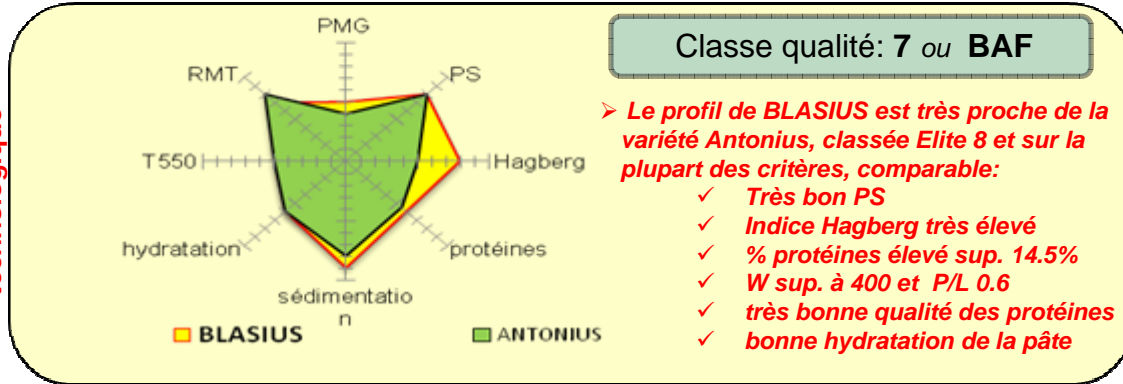 PMG
RMT
PS
T550
Hagberg
hydratation
protéines
sédimentatio
n
BLASIUS
ANTONIUS
Classe qualité: 7 ou BAF
➢ Le profil de BLASIUS est très proche de la
variété Antonius, classée Elite 8 et sur la
plupart des critères, comparable:
✓ Très bon PS
✓ Indice Hagberg très élevé
✓ % protéines élevé sup. 14.5%
✓ W sup. à 400 et P/L 0.6
✓ très bonne qualité des protéines
✓ bonne hydratation de la pâte